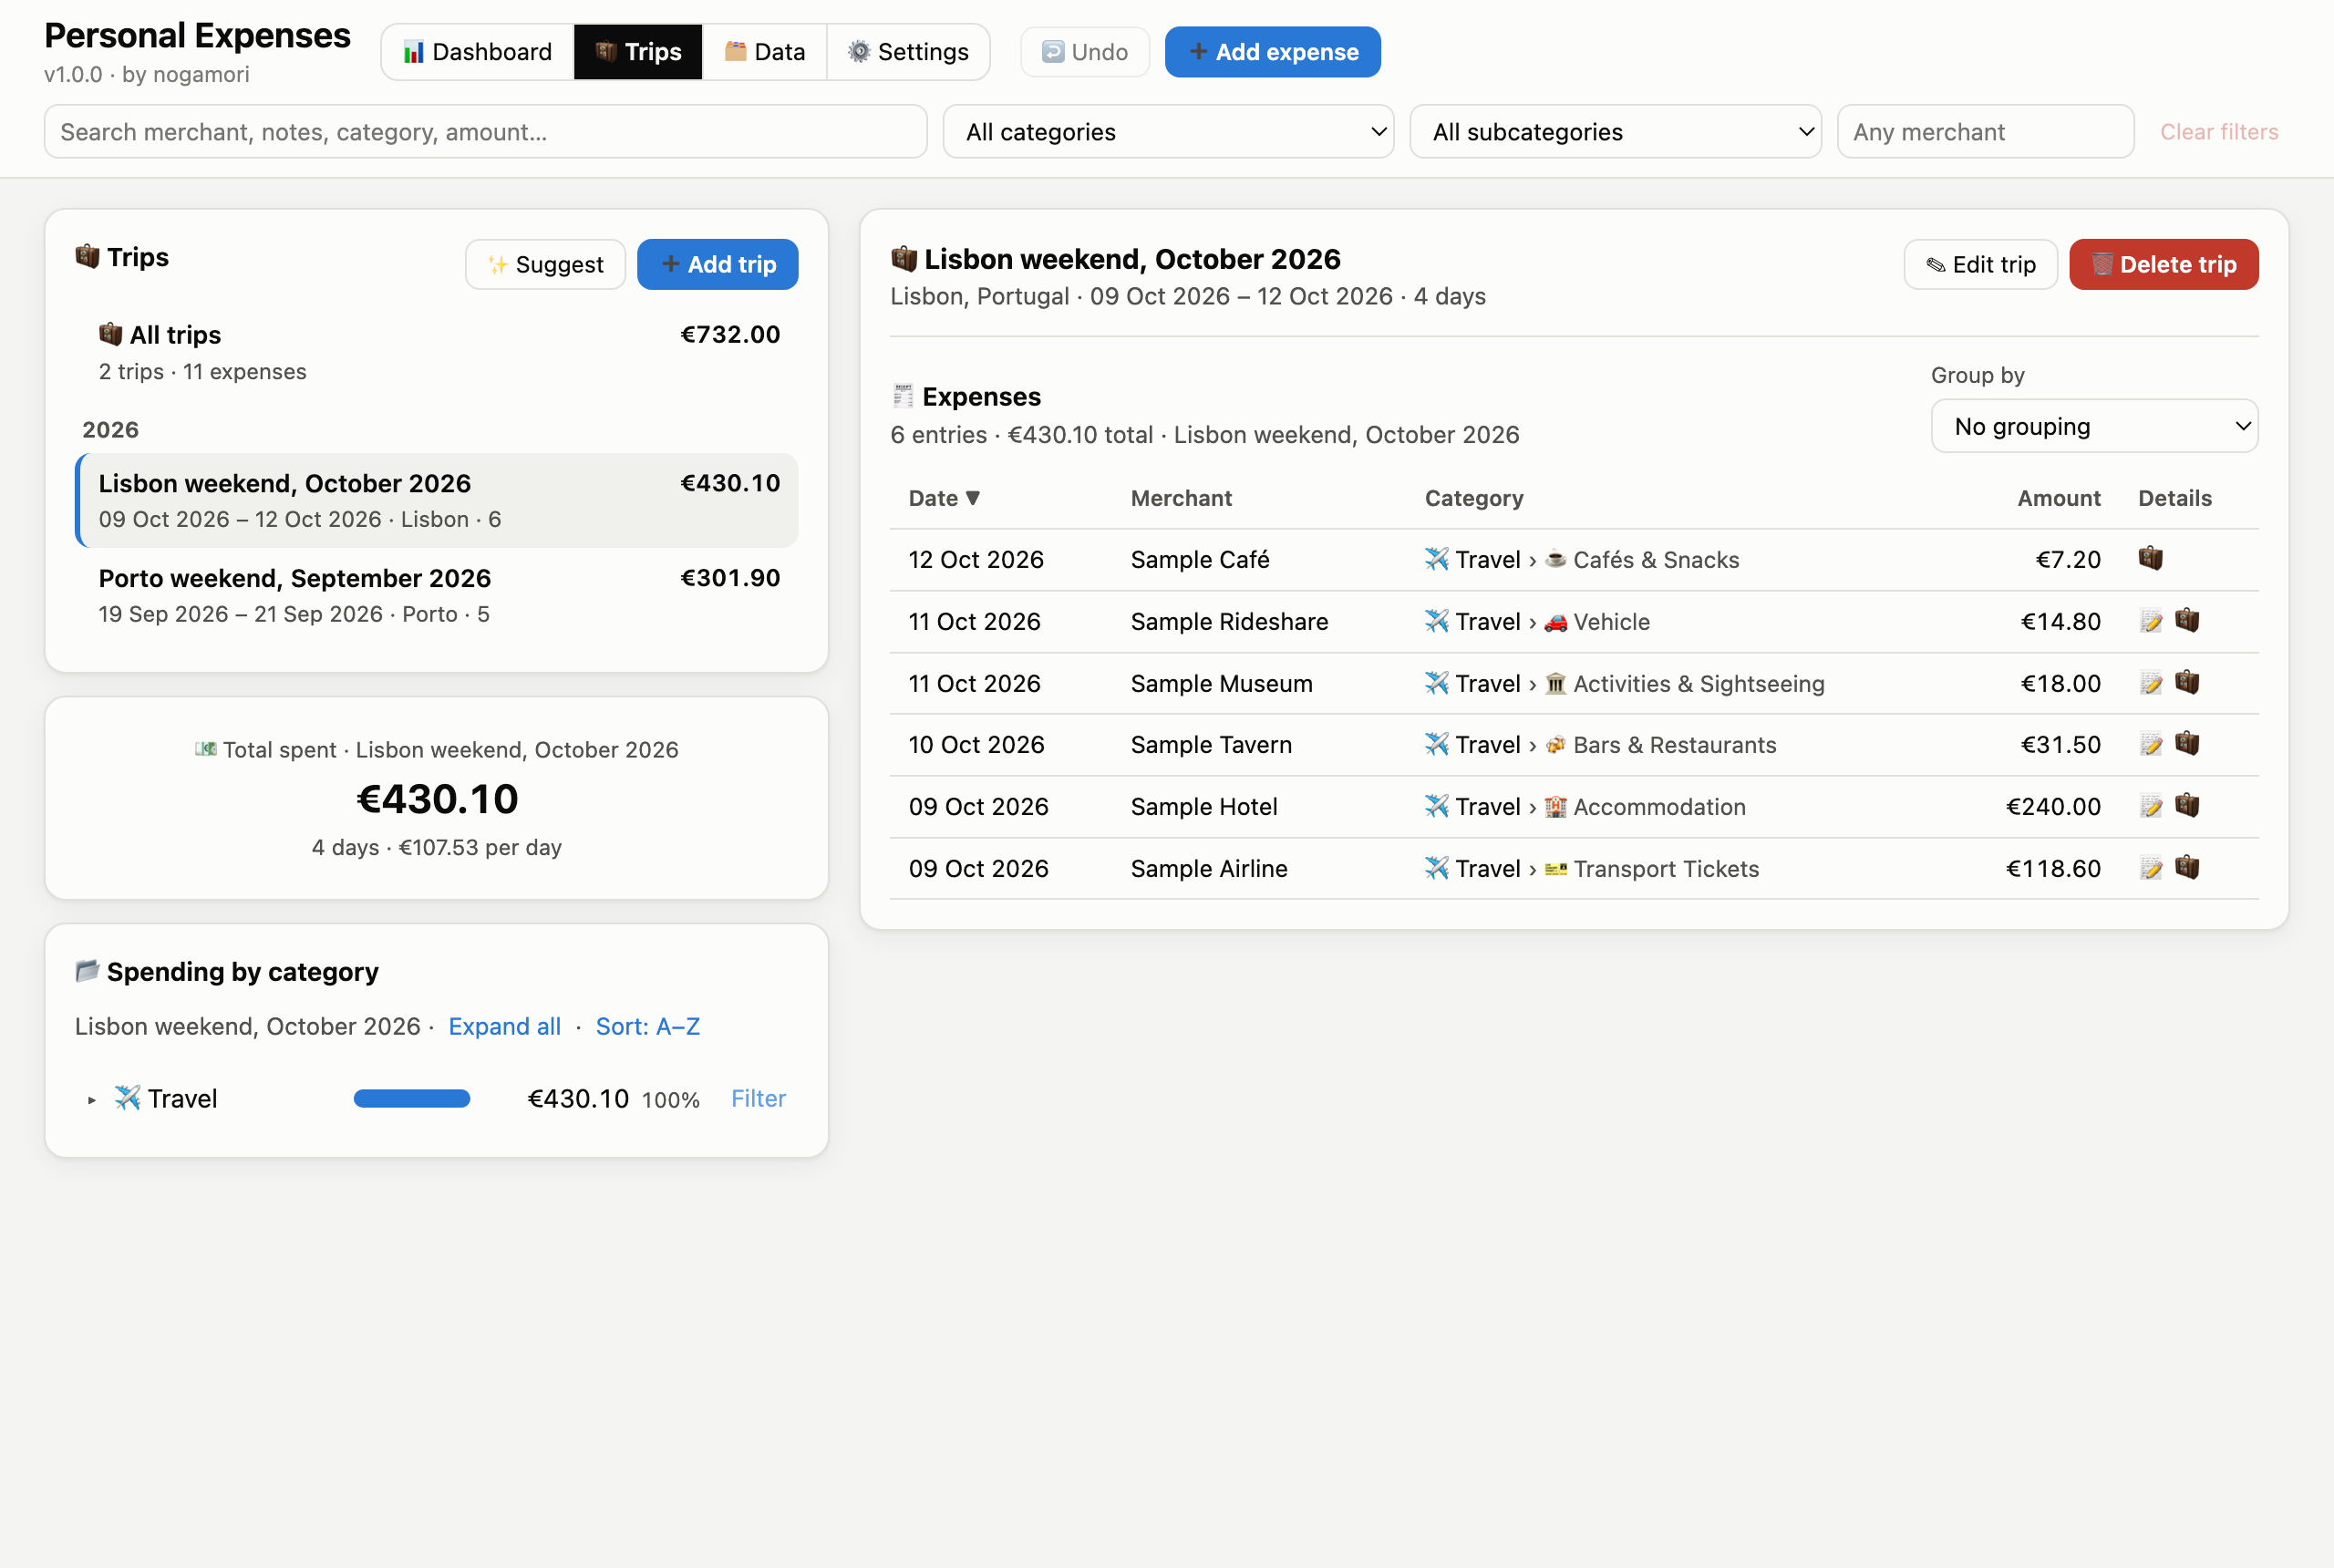 Personal Expenses
v1.0.0 · by nogamori
📊 Dashboard
🧳 Trips
🗂️ Data
⚙️ Settings
↩️ Undo
➕ Add expense
Search merchant, notes, category, amount...
All categories
All subcategories
Any merchant
Clear filters
🧳 Trips
✨ Suggest
➕ Add trip
🧳 All trips €732.00
2 trips · 11 expenses
2026
Lisbon weekend, October 2026 €430.10
09 Oct 2026 – 12 Oct 2026 · Lisbon · 6
Porto weekend, September 2026 €301.90
19 Sep 2026 – 21 Sep 2026 · Porto · 5
💵 Total spent · Lisbon weekend, October 2026
€430.10
4 days · €107.53 per day
📂 Spending by category
Lisbon weekend, October 2026 · Expand all · Sort: A–Z
▸ ✈️ Travel €430.10 100% Filter
🧳 Lisbon weekend, October 2026
Lisbon, Portugal · 09 Oct 2026 – 12 Oct 2026 · 4 days
✎ Edit trip
🗑️ Delete trip
🧾 Expenses
6 entries · €430.10 total · Lisbon weekend, October 2026
Group by
No grouping
Date ▼ Merchant Category Amount Details
12 Oct 2026 Sample Café ✈️ Travel › ☕ Cafés & Snacks €7.20 🧳
11 Oct 2026 Sample Rideshare ✈️ Travel › 🚗 Vehicle €14.80 📝 🧳
11 Oct 2026 Sample Museum ✈️ Travel › 🏛️ Activities & Sightseeing €18.00 📝 🧳
10 Oct 2026 Sample Tavern ✈️ Travel › 🍻 Bars & Restaurants €31.50 📝 🧳
09 Oct 2026 Sample Hotel ✈️ Travel › 🏨 Accommodation €240.00 📝 🧳
09 Oct 2026 Sample Airline ✈️ Travel › 🎫 Transport Tickets €118.60 📝 🧳